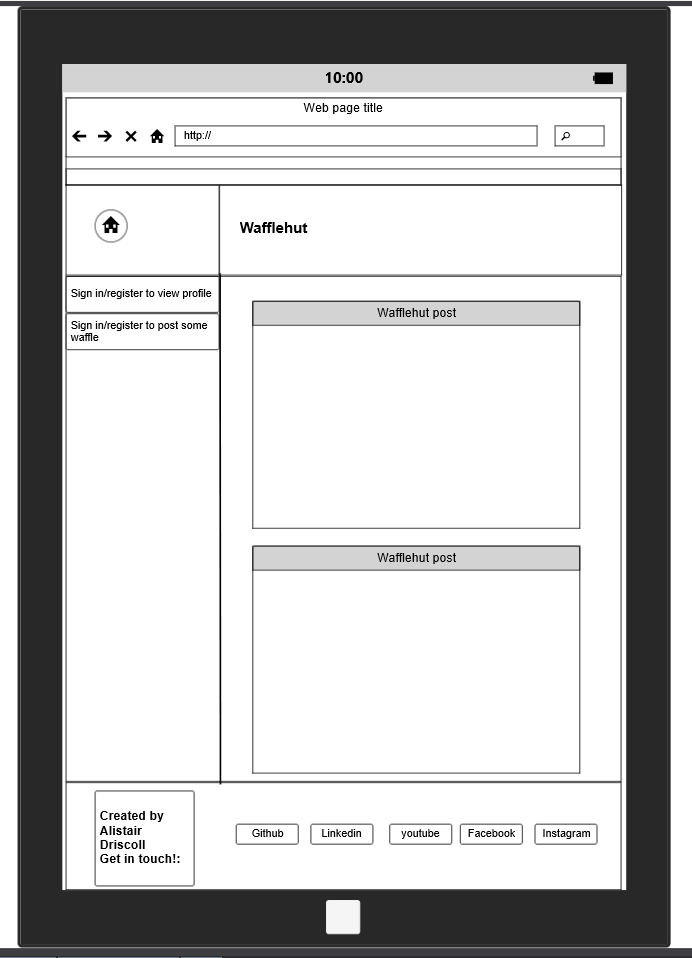 10:00
Web page title
http://
Wafflehut
Sign in/register to view profile
Sign in/register to post some
waffle
Wafflehut post
Wafflehut post
Created by
Alistair
Driscoll
Get in touch!:
Github
Linkedin
youtube
Facebook
Instagram